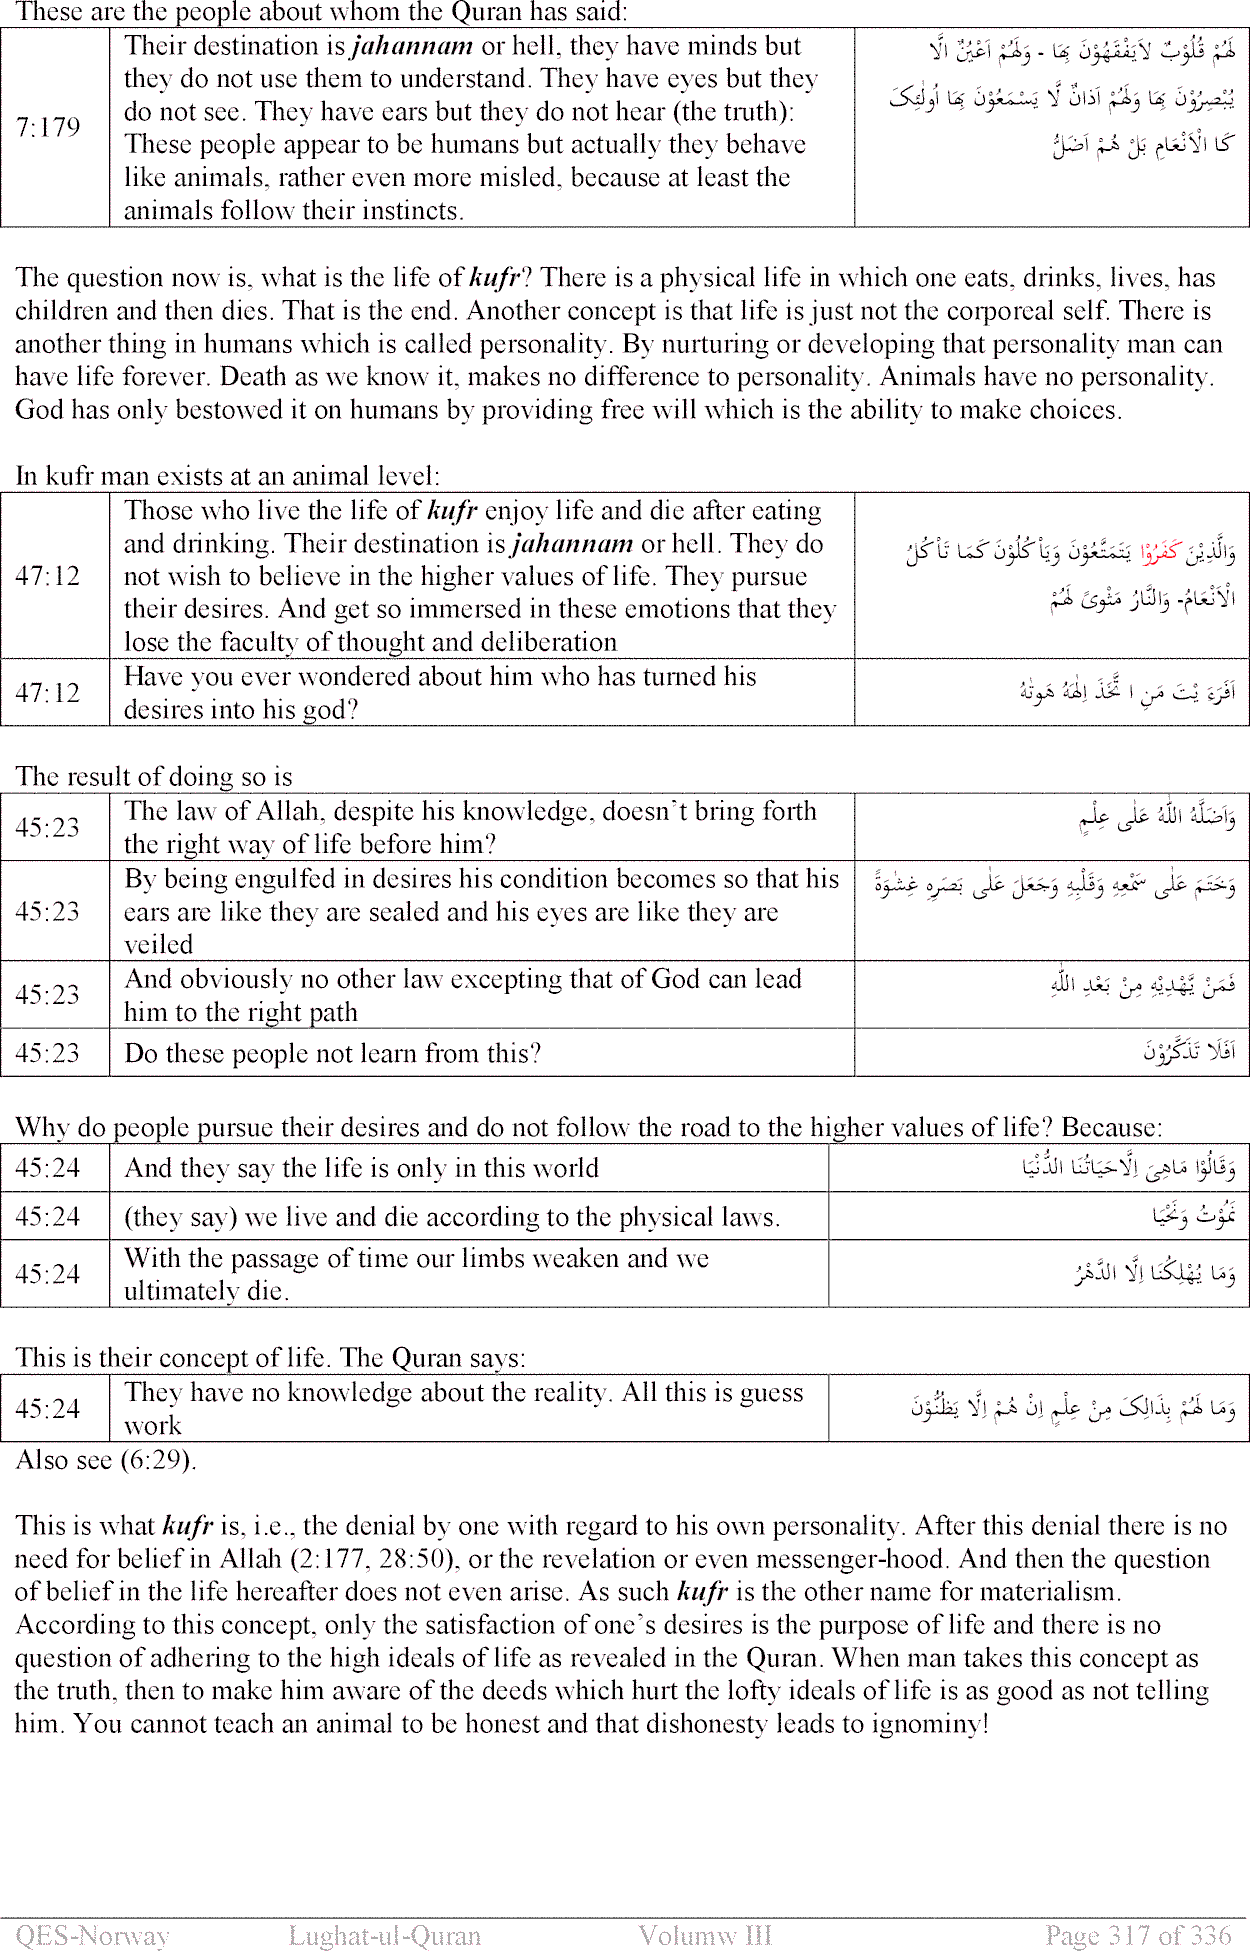 These are the people about whom the Quran has said:
7:179
Their destination is jahannam or hell, they have minds but
they do not use them to understand. They have eyes but they
do not see. They have ears but they do not hear (the truth):
These people appear to be humans but actually they behave
like animals, rather even more misled, because at least the
animals follow their instincts.
لَهُمْ قُلُوْبٌ لاَيَفْقَهُوْنَ بِهَا - وَلَهُمْ اَعْيُنٌ الَّا
يُبْصِرُوْنَ بِهَا وَلَهُمْ اٰذَانٌ لَّا يَسْمَعُوْنَ بِهَا اُولٰٓئِكَ
كَا الْاَنْعَامِ بَلْ هُمْ اَضَلُّ
The question now is, what is the life of kufr? There is a physical life in which one eats, drinks, lives, has
children and then dies. That is the end. Another concept is that life is just not the corporeal self. There is
another thing in humans which is called personality. By nurturing or developing that personality man can
have life forever. Death as we know it, makes no difference to personality. Animals have no personality.
God has only bestowed it on humans by providing free will which is the ability to make choices.
In kufr man exists at an animal level:
47:12
Those who live the life of kufr enjoy life and die after eating
and drinking. Their destination is jahannam or hell. They do
not wish to believe in the higher values of life. They pursue
their desires. And get so immersed in these emotions that they
lose the faculty of thought and deliberation
وَالَّذِيْنَ كَفَرُوْا يَتَمَتَّعُوْنَ وَيَاْ كُلُوْنَ كَمَا تَاْ كُلُ
الْاَنْعَامُ- وَالنَّارُ مَثْوىً لَهُمْ
47:12
Have you ever wondered about him who has turned his
desires into his god?
اَفَرَءَ يْتَ مَنِ ا تَّخَذَ اِلٰهَهُ هَوٰىهُ
The result of doing so is
45:23
The law of Allah, despite his knowledge, doesn't bring forth
the right way of life before him?
وَاَضَلَّهُ اللّٰهُ عَلٰى عِلْمٍ
45:23
By being engulfed in desires his condition becomes so that his
ears are like they are sealed and his eyes are like they are
veiled
وَخَتَمَ عَلٰى سَمْعِهٖ وَقَلْبِهٖ وَجَعَلَ عَلٰى بَصَرِهٖ غِشٰوَةً
45:23
And obviously no other law excepting that of God can lead
him to the right path
فَمَنْ يَّهْدِيْهِ مِنْ بَعْدِ اللّٰهِ
45:23
Do these people not learn from this?
اَفَلَا تَذَكَّرُوْنَ
Why do people pursue their desires and do not follow the road to the higher values of life? Because:
45:24
And they say the life is only in this world
وَقَالُوْا مَاهِىَ اِلَّاحَيَاتُنَا الدُّنْيَا
45:24
(they say) we live and die according to the physical laws.
نَمُوْتُ وَنَحْيَا
45:24
With the passage of time our limbs weaken and we
ultimately die.
وَمَا يُهْلِكُنَا اِلَّا الدَّهْرُ
This is their concept of life. The Quran says:
45:24
They have no knowledge about the reality. All this is guess
work
وَمَا لَهُمْ بِذَالِكَ مِنْ عِلْمٍ اِنْ هُمْ اِلَّا يَظُنُّوْنَ
Also see (6:29).
This is what kufr is, i.e., the denial by one with regard to his own personality. After this denial there is no
need for belief in Allah (2:177, 28:50), or the revelation or even messenger-hood. And then the question
of belief in the life hereafter does not even arise. As such kufr is the other name for materialism.
According to this concept, only the satisfaction of one's desires is the purpose of life and there is no
question of adhering to the high ideals of life as revealed in the Quran. When man takes this concept as
the truth, then to make him aware of the deeds which hurt the lofty ideals of life is as good as not telling
him. You cannot teach an animal to be honest and that dishonesty leads to ignominy!
QES-Norway Lughat-ul-Quran Volumw III Page 317 of 336